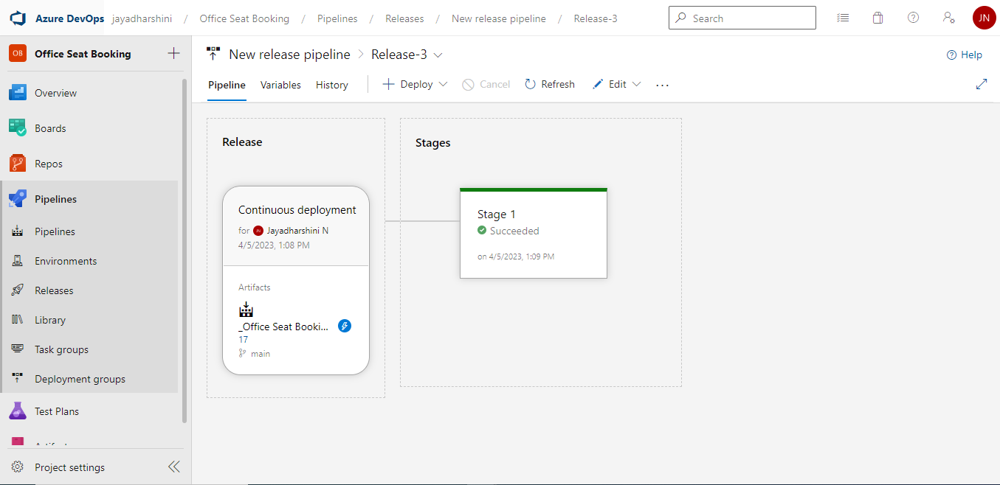 Azure DevOps jayadharshini / Office Seat Booking / Pipelines / Releases / New release pipeline / Release-3
Search
JN
OB Office Seat Booking
Overview
Boards
Repos
Pipelines
Pipelines
Environments
Releases
Library
Task groups
Deployment groups
Test Plans
Project settings
New release pipeline > Release-3
Help
Pipeline Variables History Deploy Cancel Refresh Edit ...
Release
Continuous deployment
for JN Jayadharshini N
4/5/2023, 1:08 PM
Artifacts
_Office Seat Booki...
17
main
Stages
Stage 1
Succeeded
on 4/5/2023, 1:09 PM